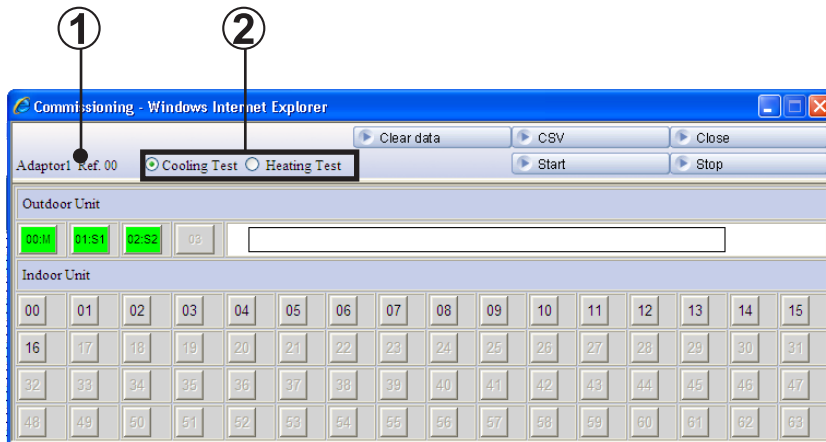 1 2
Commissioning - Windows Internet Explorer
Clear data CSV Close
Adaptor1 Ref. 00 Cooling Test Heating Test Start Stop
Outdoor Unit
00:M 01:S1 02:S2 03
Indoor Unit
00 01 02 03 04 05 06 07 08 09 10 11 12 13 14 15
16 17 18 19 20 21 22 23 24 25 26 27 28 29 30 31
32 33 34 35 36 37 38 39 40 41 42 43 44 45 46 47
48 49 50 51 52 53 54 55 56 57 58 59 60 61 62 63